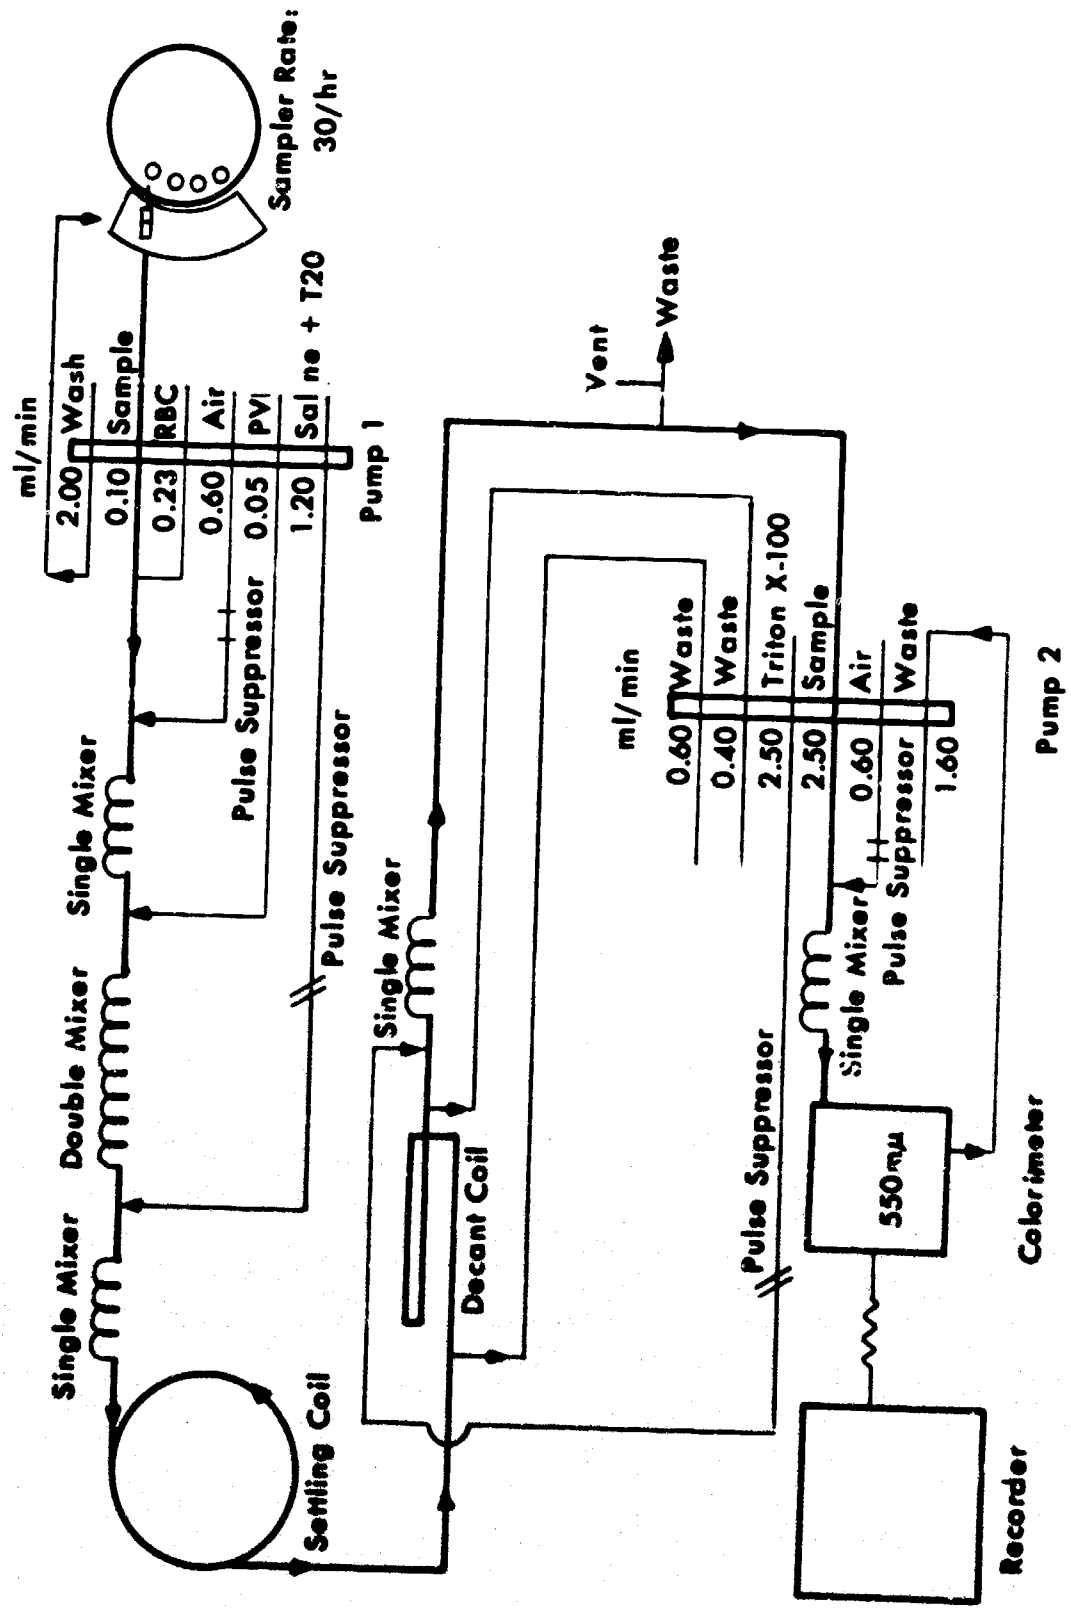 Sampler Rate:
30/hr
ml/min
2.00 Wash
0.10 Sample
0.23 RBC
0.60 Air
0.05 PVP
1.20 Sal ne + T20
Pump 1
Pulse Suppressor
Pulse Suppressor
Single Mixer
Double Mixer
Single Mixer
Settling Coil
Single Mixer
Decant Coil
Vent
Waste
ml/min
0.60 Waste
0.40 Waste
2.50 Triton X-100
2.50 Sample
0.60 Air
1.60 Waste
Pump 2
Pulse Suppressor
Pulse Suppressor
Single Mixer
550mµ
Colorimeter
Recorder